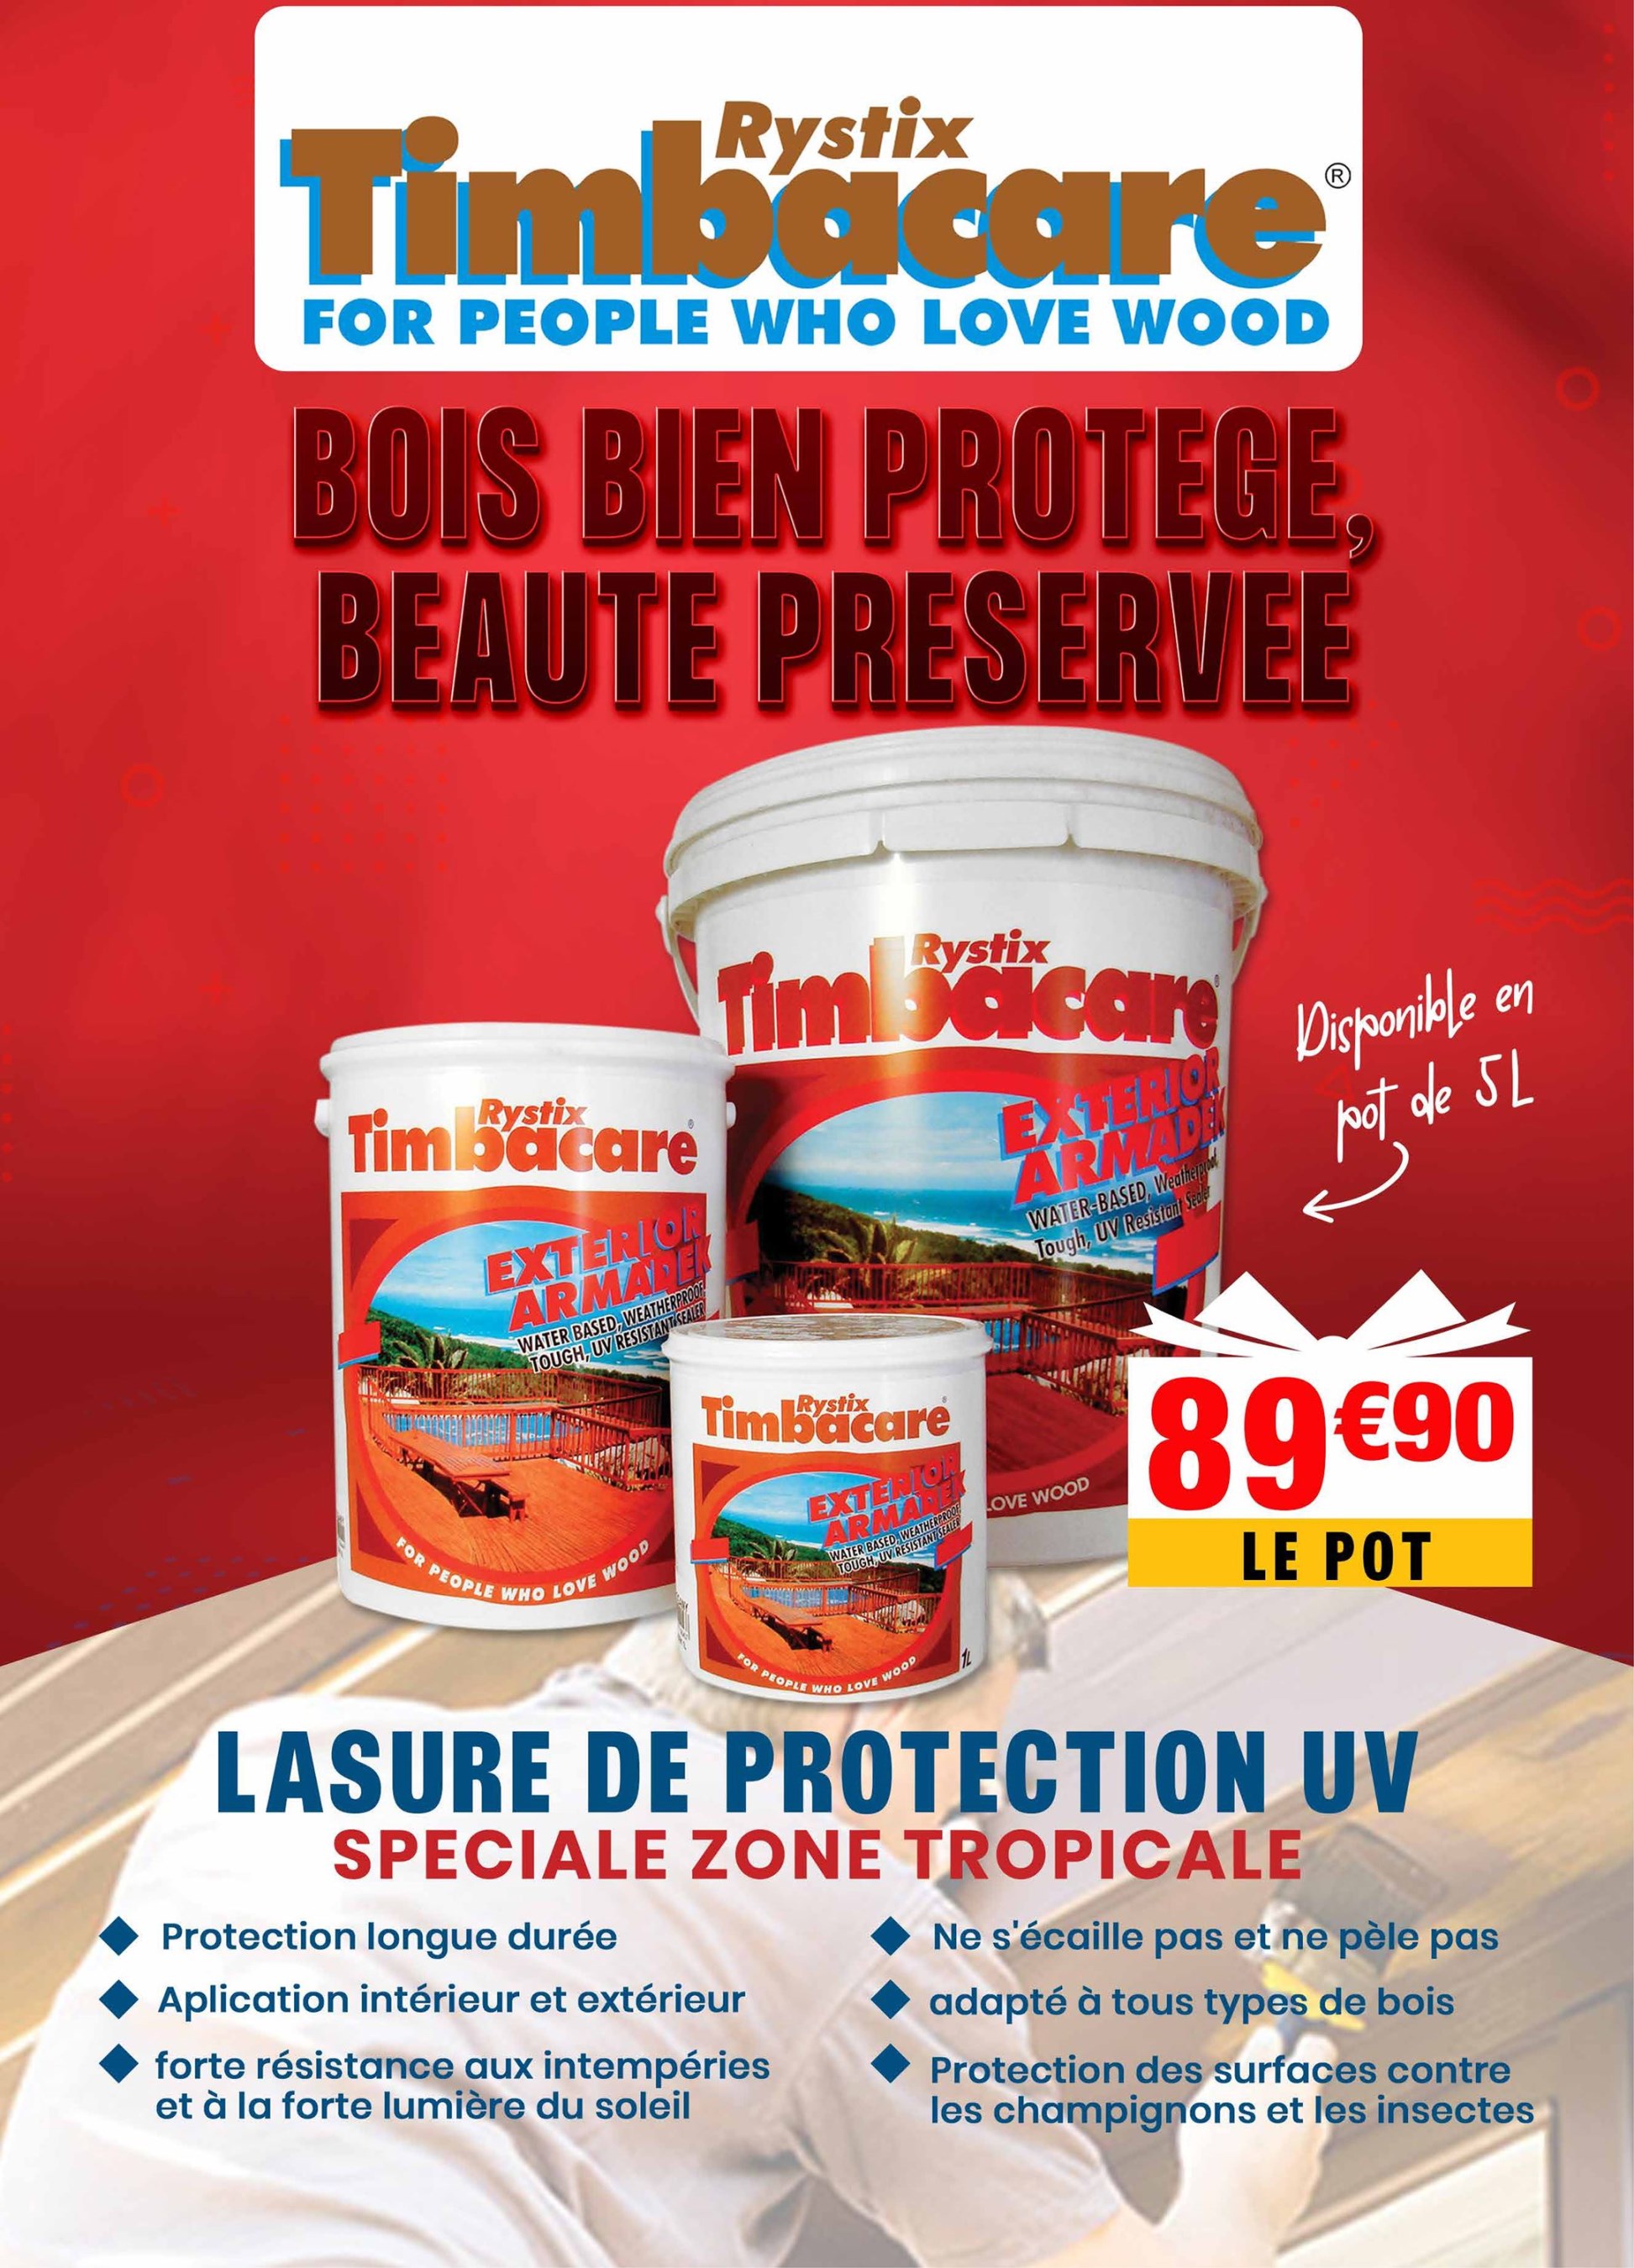 Rystix
Timbacare®
FOR PEOPLE WHO LOVE WOOD
BOIS BIEN PROTEGE,
BEAUTE PRESERVEE
Rystix
Timbacare
EXTERIOR
ARMADEK
WATER-BASED, Weatherproof,
Tough, UV Resistant Sealer
LOVE WOOD
Disponible en
pot de 5L
Rystix
Timbacare®
EXTERIOR
ARMADEK
WATER BASED, WEATHERPROOF
TOUGH, UV RESISTANT SEALER
FOR PEOPLE WHO LOVE WOOD
Rystix
Timbacare®
EXTERIOR
ARMADEK
WATER BASED, WEATHERPROOF
TOUGH, UV RESISTANT SEALER
FOR PEOPLE WHO LOVE WOOD
1L
89€90
LE POT
LASURE DE PROTECTION UV
SPECIALE ZONE TROPICALE
Protection longue durée
Aplication intérieur et extérieur
forte résistance aux intempéries
et à la forte lumière du soleil
Ne s'écaille pas et ne pèle pas
adapté à tous types de bois
Protection des surfaces contre
les champignons et les insectes